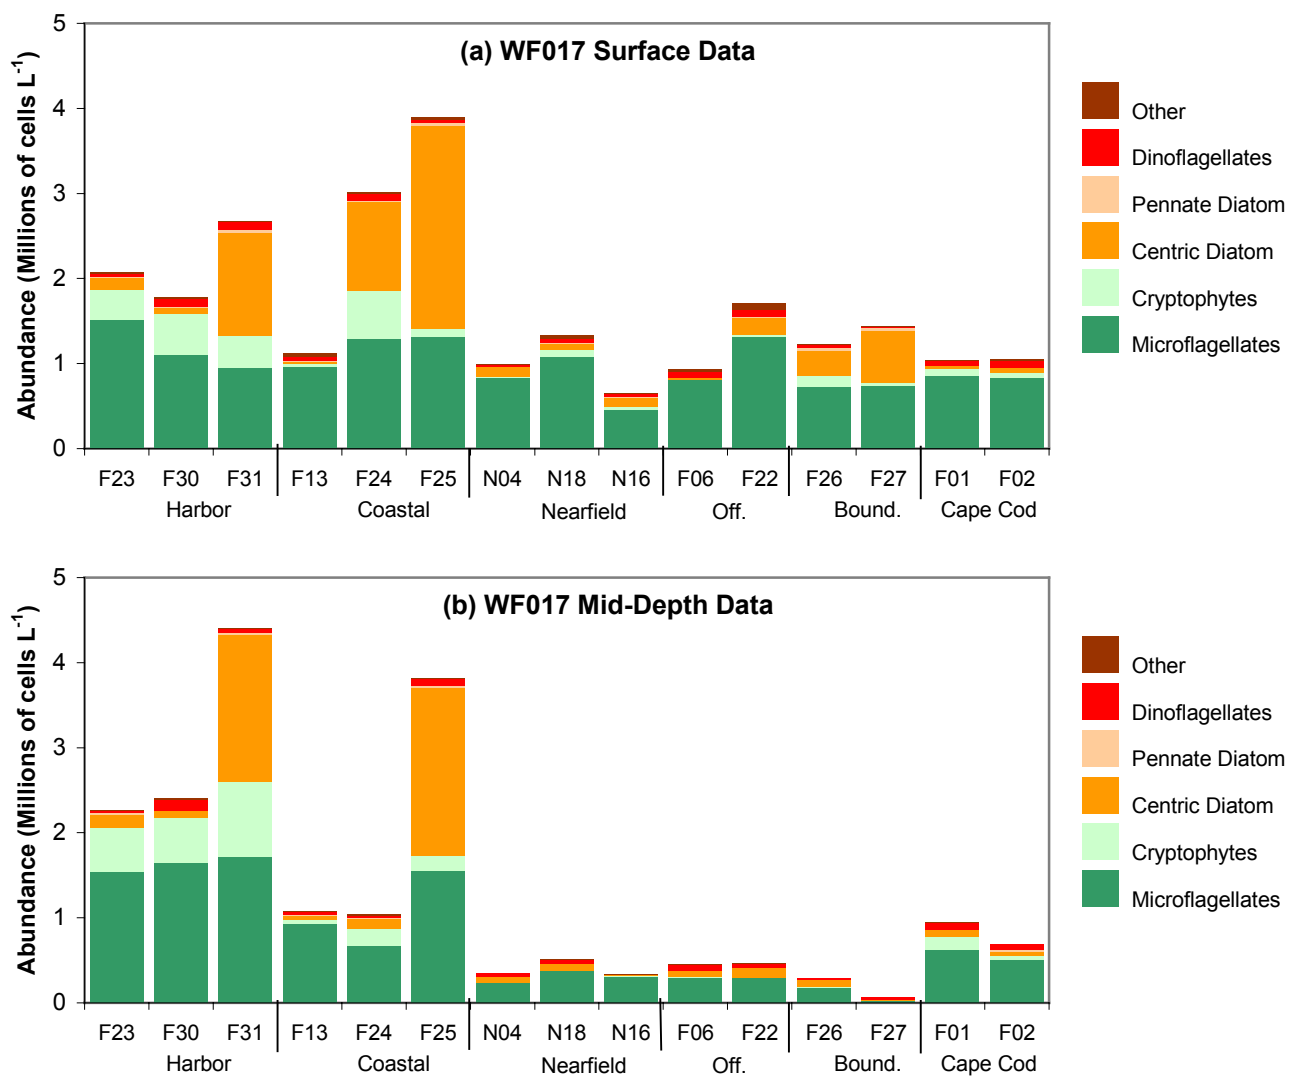 (a) WF017 Surface Data
Abundance (Millions of cells L-1)
5
4
3
2
1
0
F23 F30 F31 F13 F24 F25 N04 N18 N16 F06 F22 F26 F27 F01 F02
Harbor Coastal Nearfield Off. Bound. Cape Cod
Other
Dinoflagellates
Pennate Diatom
Centric Diatom
Cryptophytes
Microflagellates
(b) WF017 Mid-Depth Data
Abundance (Millions of cells L-1)
5
4
3
2
1
0
F23 F30 F31 F13 F24 F25 N04 N18 N16 F06 F22 F26 F27 F01 F02
Harbor Coastal Nearfield Off. Bound. Cape Cod
Other
Dinoflagellates
Pennate Diatom
Centric Diatom
Cryptophytes
Microflagellates